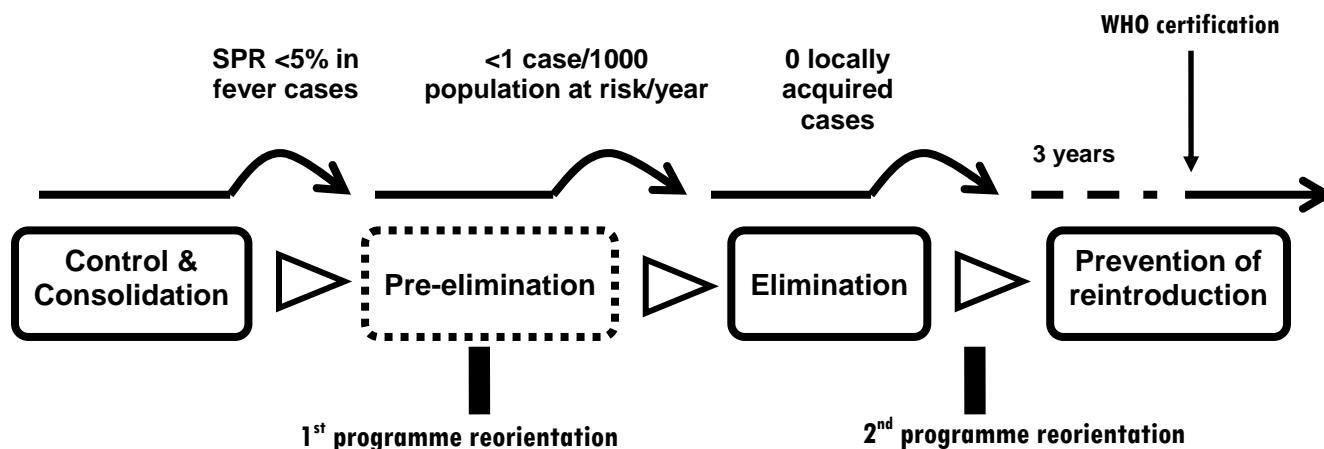 WHO certification
SPR <5% in
fever cases
<1 case/1000
population at risk/year
0 locally
acquired
cases
3 years
Control &
Consolidation
Pre-elimination
Elimination
Prevention of
reintroduction
1st programme reorientation
2nd programme reorientation